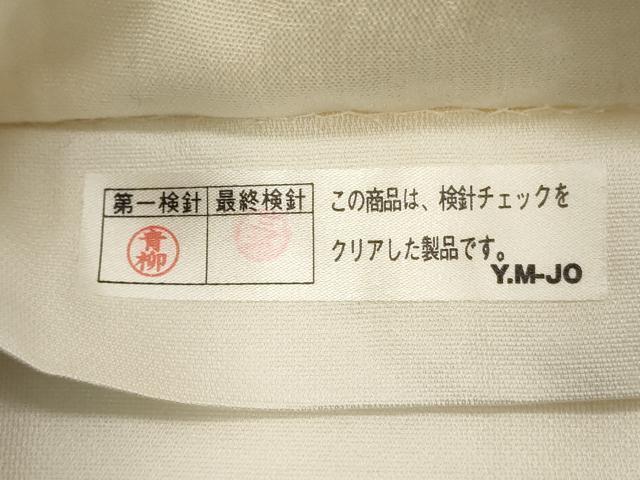 第一検針 最終検針
青柳
この商品は、検針チェックを
クリアした製品です。
Y.M-JO